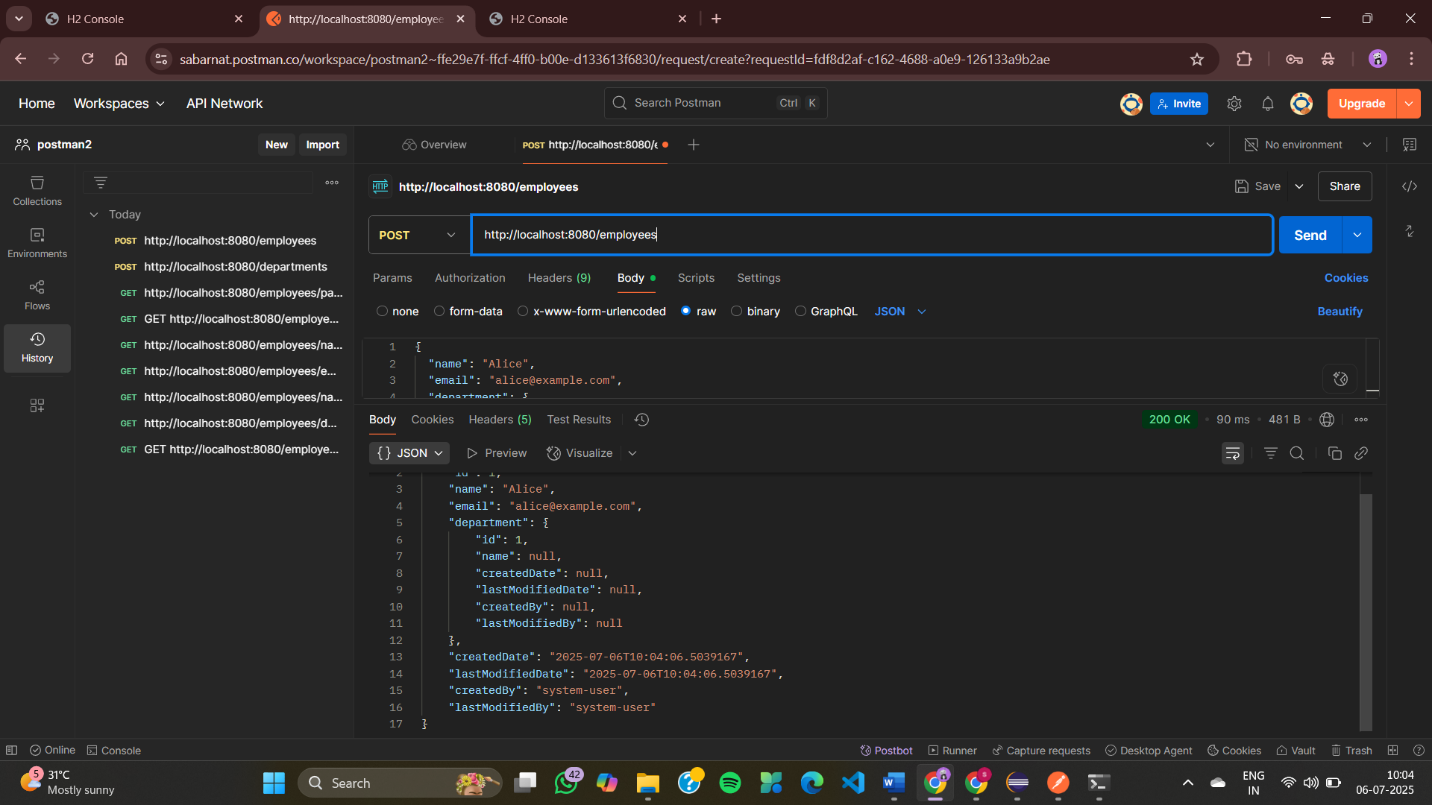 H2 Console
http://localhost:8080/employee
H2 Console
sabarnat.postman.co/workspace/postman2~ffe29e7f-ffcf-4ff0-b00e-d133613f6830/request/create?requestId=fdf8d2af-c162-4688-a0e9-126133a9b2ae
Home Workspaces API Network
Search Postman Ctrl K
Invite
Upgrade
postman2 New Import
Overview POST http://localhost:8080/e
No environment
Collections
Environments
Flows
History
Today
POST http://localhost:8080/employees
POST http://localhost:8080/departments
GET http://localhost:8080/employees/pa...
GET GET http://localhost:8080/employe...
GET http://localhost:8080/employees/na...
GET http://localhost:8080/employees/e...
GET http://localhost:8080/employees/na...
GET http://localhost:8080/employees/d...
GET GET http://localhost:8080/employe...
HTTP http://localhost:8080/employees
Save Share
POST http://localhost:8080/employees Send
Params Authorization Headers (9) Body Scripts Settings Cookies
none form-data x-www-form-urlencoded raw binary GraphQL JSON Beautify
1 {
2 "name": "Alice",
3 "email": "alice@example.com",
4 "department": {
Body Cookies Headers (5) Test Results 200 OK 90 ms 481 B
{} JSON Preview Visualize
2 "id": 1,
3 "name": "Alice",
4 "email": "alice@example.com",
5 "department": {
6 "id": 1,
7 "name": null,
8 "createdDate": null,
9 "lastModifiedDate": null,
10 "createdBy": null,
11 "lastModifiedBy": null
12 },
13 "createdDate": "2025-07-06T10:04:06.5039167",
14 "lastModifiedDate": "2025-07-06T10:04:06.5039167",
15 "createdBy": "system-user",
16 "lastModifiedBy": "system-user"
17 }
Online Console Postbot Runner Capture requests Desktop Agent Cookies Vault Trash
5 31°C
Mostly sunny
Search
42
ENG
IN
10:04
06-07-2025